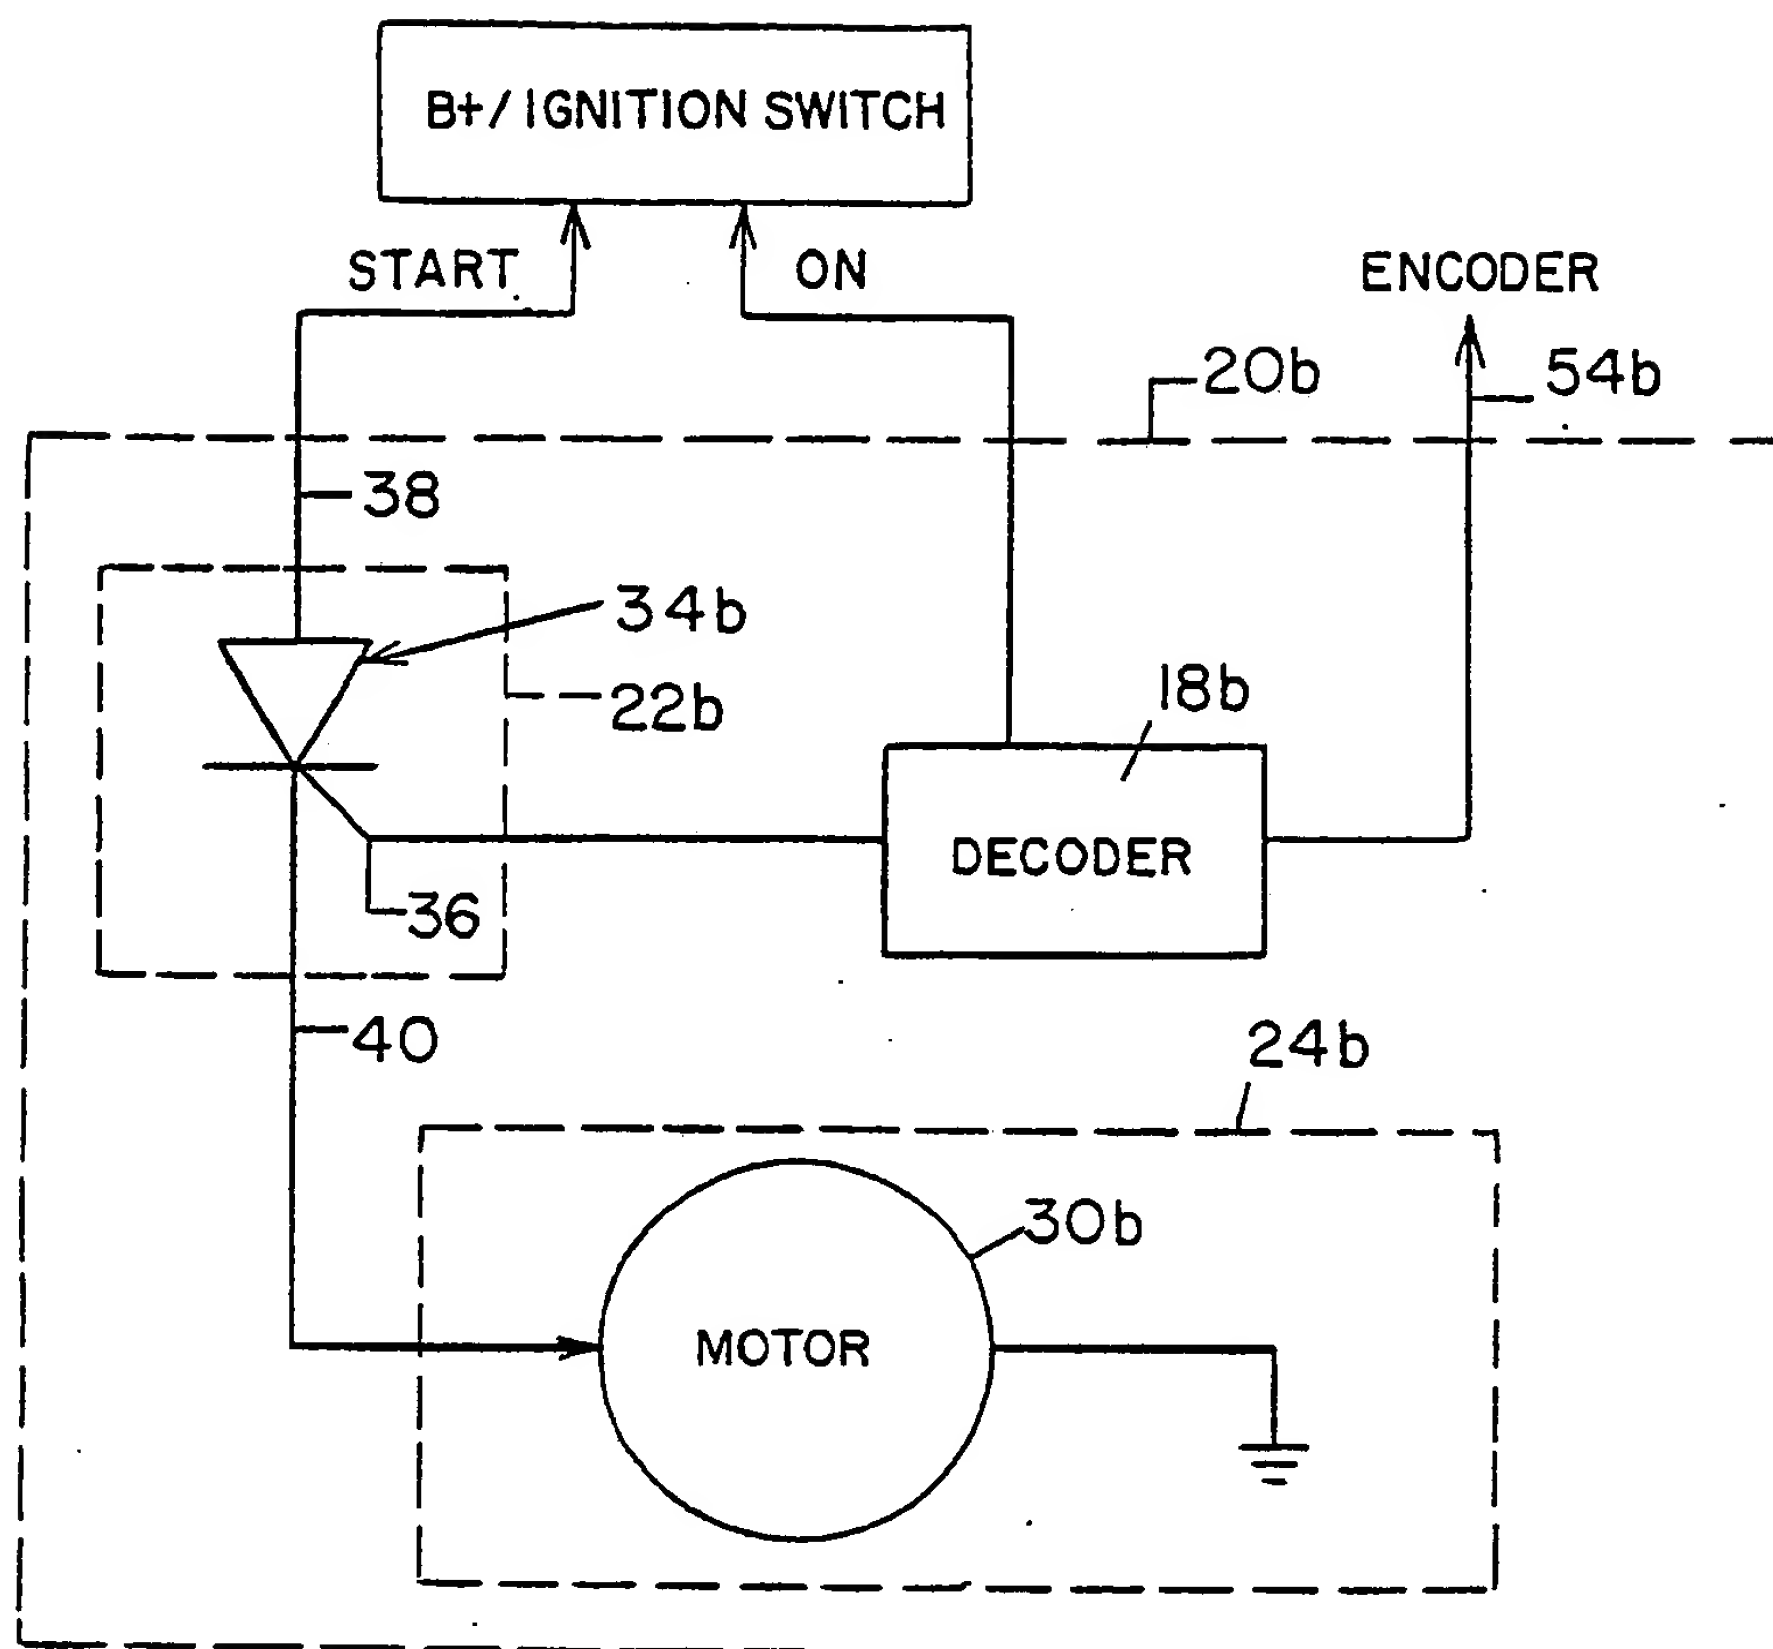 B+/ IGNITION SWITCH
START
ON
ENCODER
20b
54b
38
34b
22b
18b
DECODER
36
40
24b
30b
MOTOR